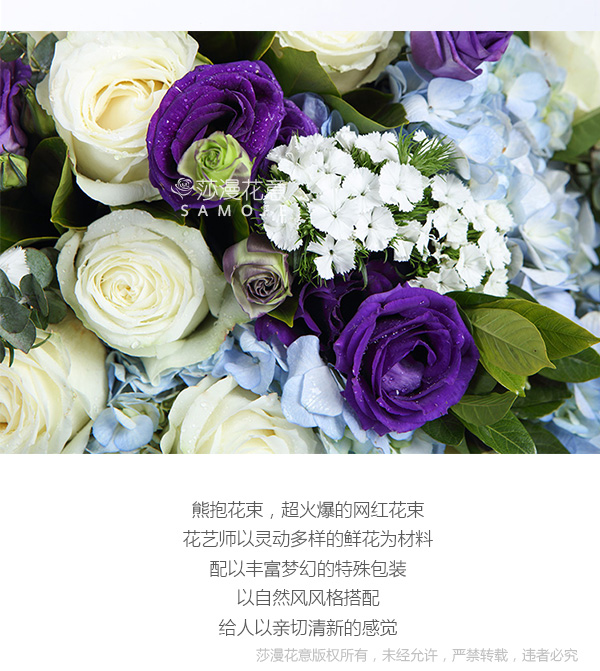 莎漫花意
熊抱花束，超火爆的网红花束
花艺师以灵动多样的鲜花为材料
配以丰富梦幻的特殊包装
以自然风风格搭配
给人以亲切清新的感觉
莎漫花意版权所有，未经允许，严禁转载，违者必究